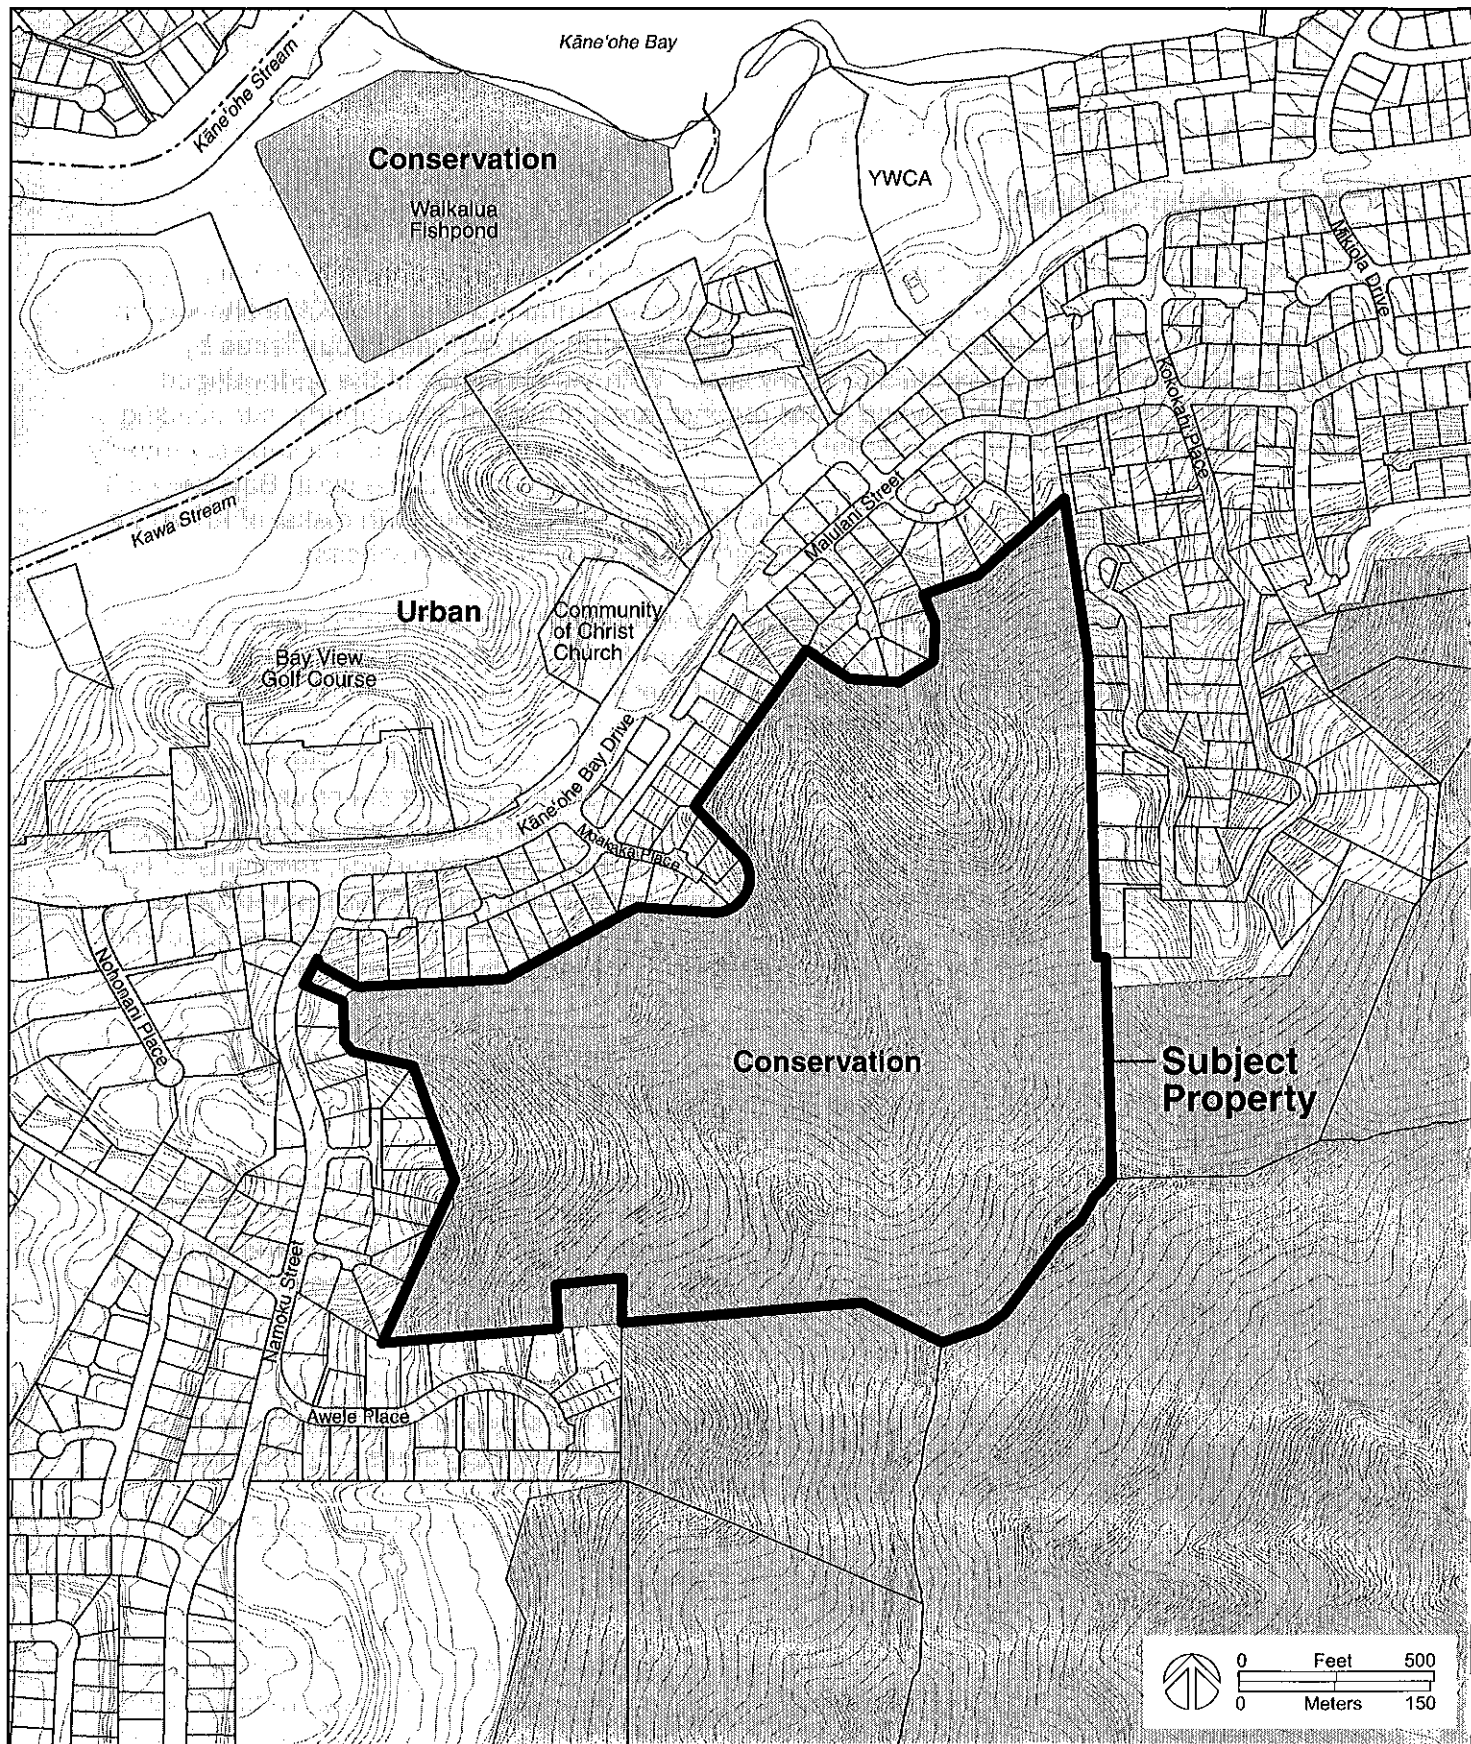 Kāne'ohe Bay
Kāne'ohe Stream
Conservation
Waikalua
Fishpond
YWCA
Mikiola Drive
Kokokahi Place
Malulani Street
Kawa Stream
Urban
Community
of Christ
Church
Bay View
Golf Course
Kāne'ohe Bay Drive
Moakaka Place
Nohonani Place
Conservation
Subject
Property
Namoku Street
Awele Place
0 Feet 500
0 Meters 150